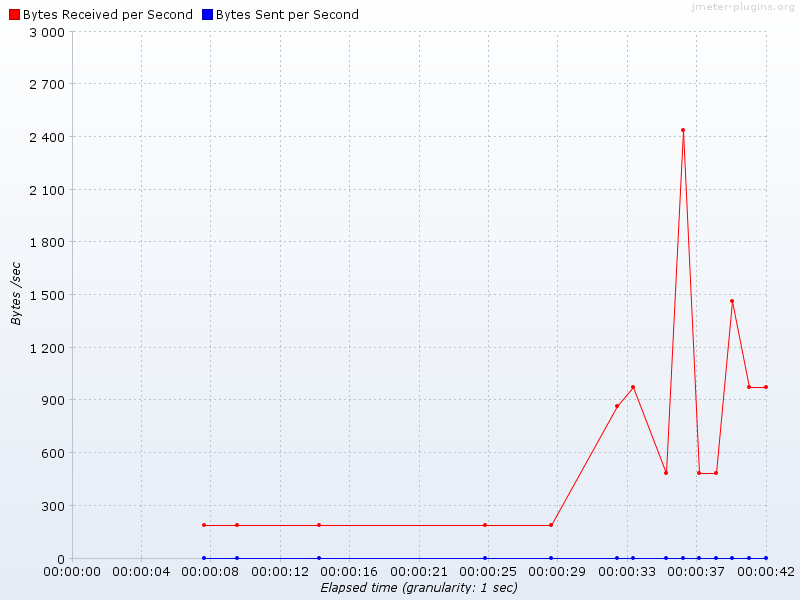 jmeter-plugins.org
Bytes Received per Second Bytes Sent per Second
3 000
2 700
2 400
2 100
1 800
1 500
1 200
900
600
300
0
Bytes /sec
00:00:00 00:00:04 00:00:08 00:00:12 00:00:16 00:00:21 00:00:25 00:00:29 00:00:33 00:00:37 00:00:42
Elapsed time (granularity: 1 sec)